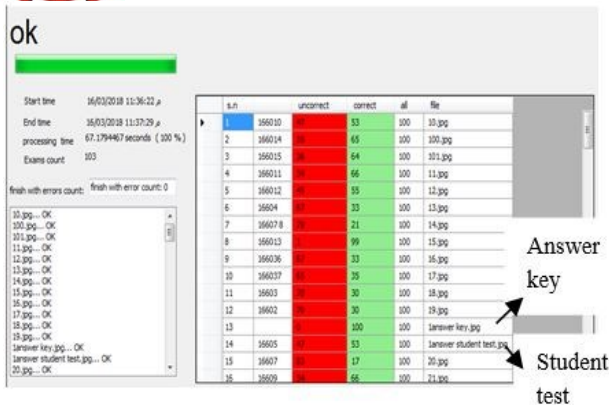 ok
Start time 16/03/2018 11:36:22 م
End time 16/03/2018 11:37:29 م
processing time 67.1794467 seconds ( 100 % )
Exams count 103
finish with errors count: finish with error count: 0
10.jpg... OK
100.jpg... OK
101.jpg... OK
11.jpg... OK
12.jpg... OK
13.jpg... OK
14.jpg... OK
15.jpg... OK
16.jpg... OK
17.jpg... OK
18.jpg... OK
19.jpg... OK
1answer key.jpg... OK
1answer student test.jpg... OK
20.jpg... OK
s.n uncorrect correct all file
1 166010 53 100 10.jpg
2 166014 65 100 100.jpg
3 166015 64 100 101.jpg
4 166011 66 100 11.jpg
5 166012 55 100 12.jpg
6 16604 33 100 13.jpg
7 166078 21 100 14.jpg
8 166013 99 100 15.jpg
9 166036 33 100 16.jpg
10 166037 35 100 17.jpg
11 16603 30 100 18.jpg
12 16602 30 100 19.jpg
13 100 100 1answer key.jpg
14 16605 53 100 1answer student test.jpg
15 16607 17 100 20.jpg
16 16609 66 100 21.jpg
Answer
key
Student
test